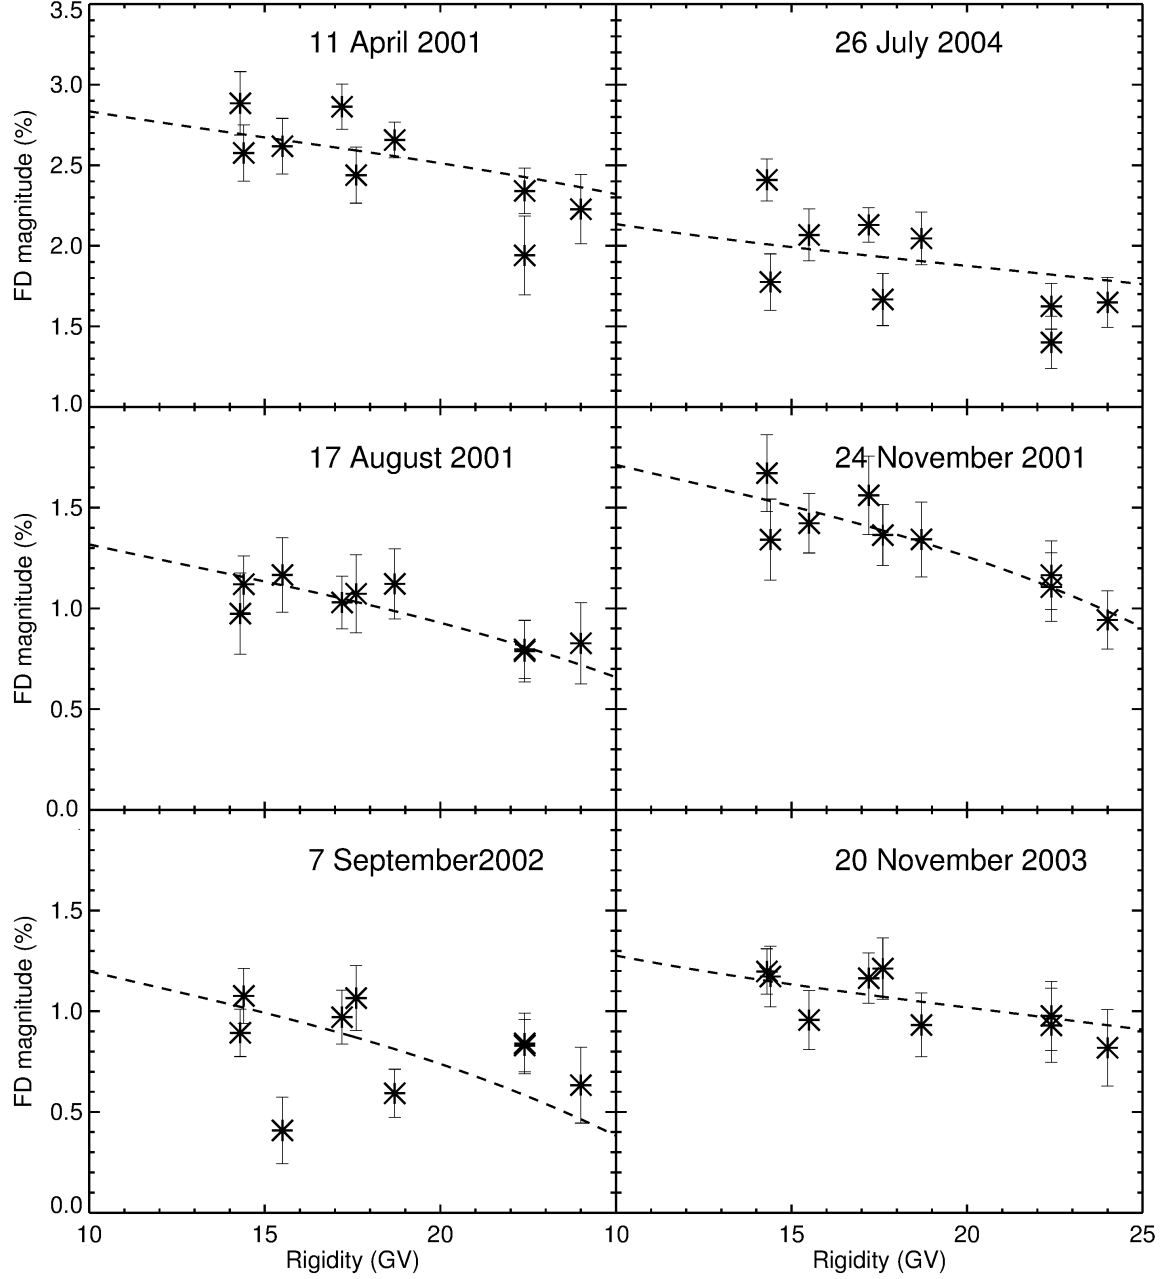 3.5
11 April 2001
26 July 2004
3.0
2.5
2.0
1.5
1.0
FD magnitude (%)
17 August 2001
24 November 2001
1.5
1.0
0.5
0.0
FD magnitude (%)
7 September2002
20 November 2003
1.5
1.0
0.5
0.0
FD magnitude (%)
10 15 20 10 15 20 25
Rigidity (GV) Rigidity (GV)